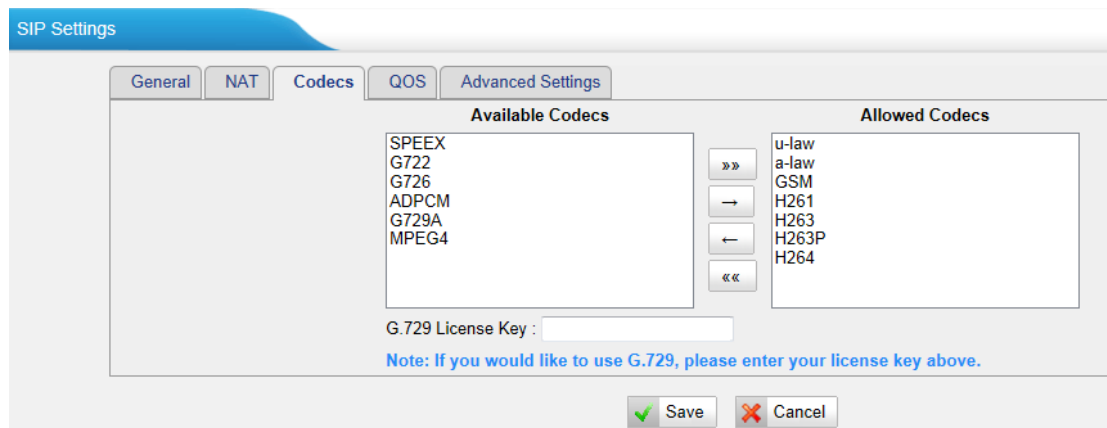 SIP Settings
General NAT Codecs QOS Advanced Settings
Available Codecs
SPEEX
G722
G726
ADPCM
G729A
MPEG4
»»
→
←
««
Allowed Codecs
u-law
a-law
GSM
H261
H263
H263P
H264
G.729 License Key :
Note: If you would like to use G.729, please enter your license key above.
Save Cancel